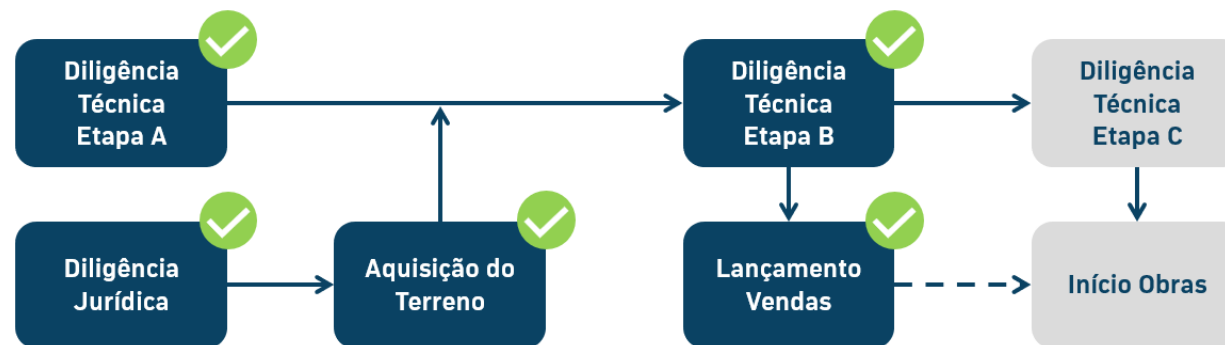 Diligência
Técnica
Etapa A
Diligência
Técnica
Etapa B
Diligência
Técnica
Etapa C
Diligência
Jurídica
Aquisição do
Terreno
Lançamento
Vendas
Início Obras